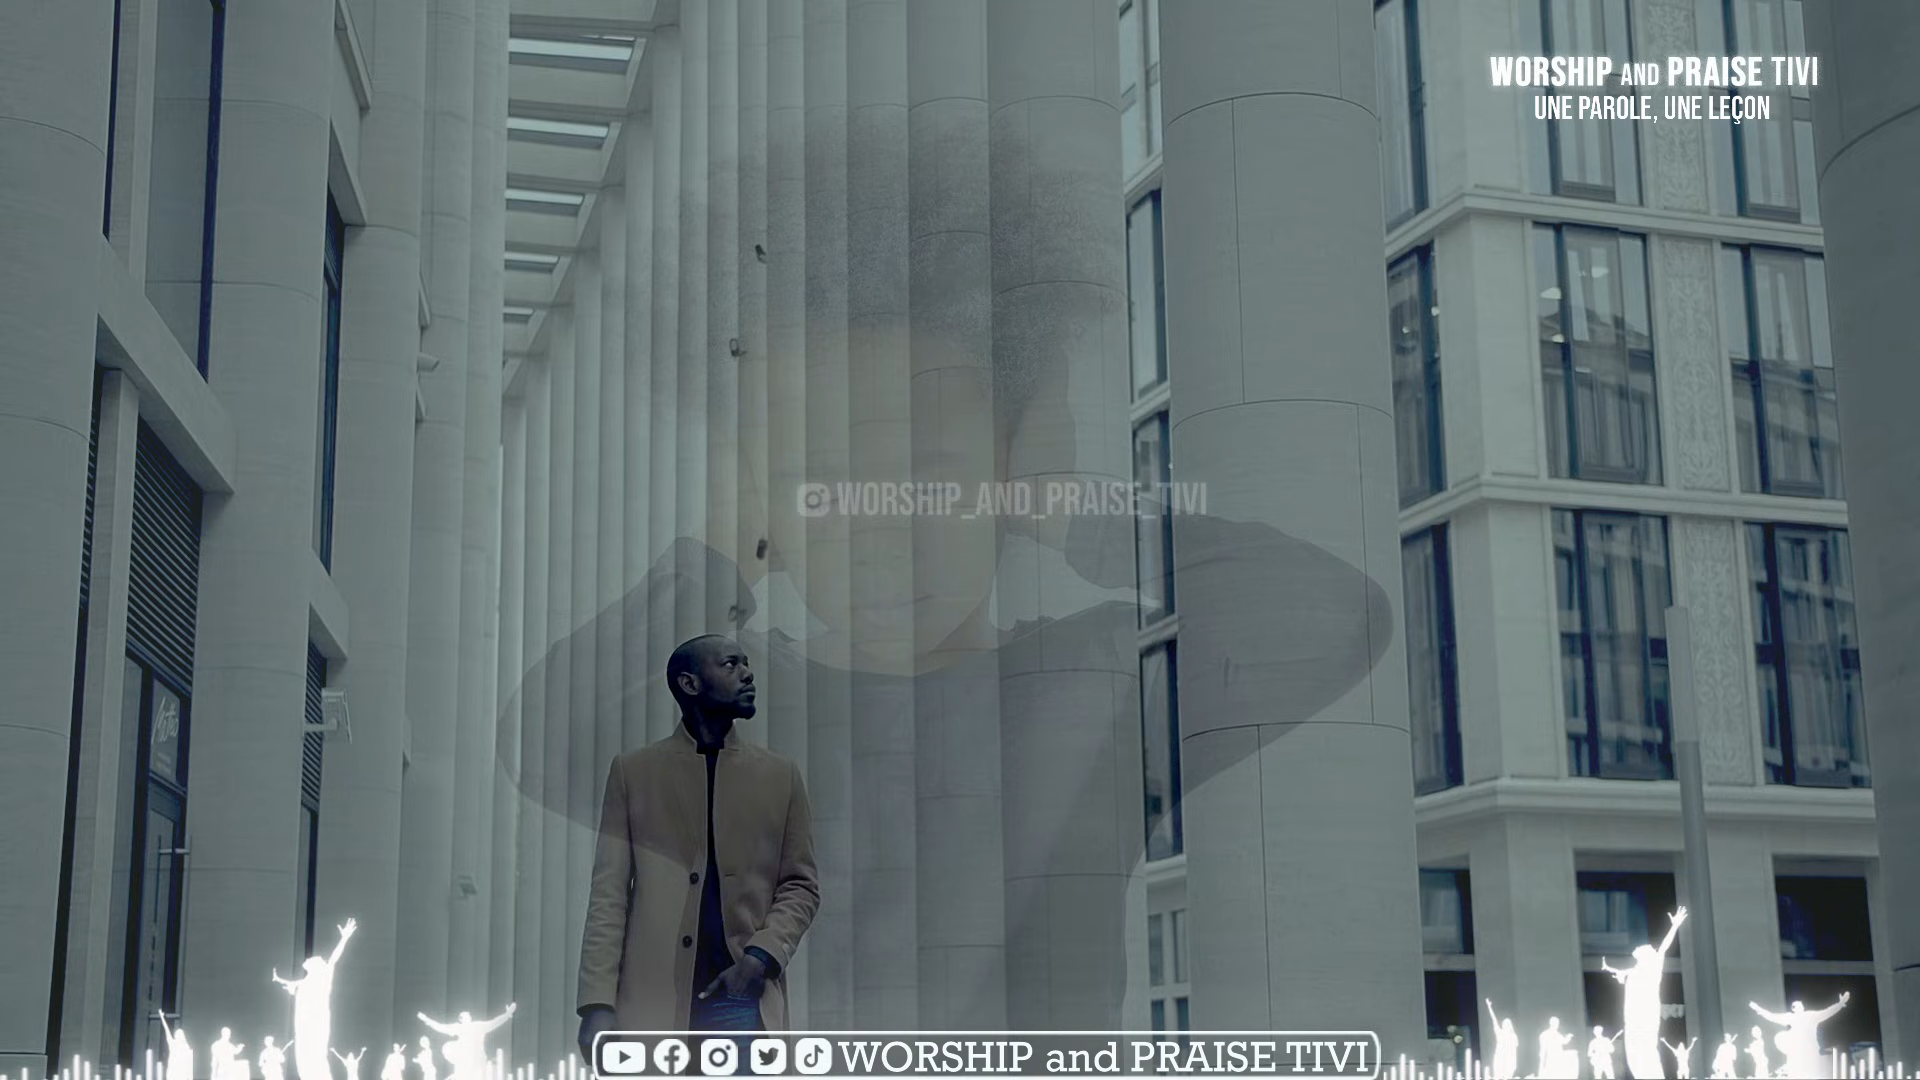 WORSHIP AND PRAISE TIVI
UNE PAROLE, UNE LEÇON
WORSHIP_AND_PRAISE_TIVI
WORSHIP and PRAISE TIVI